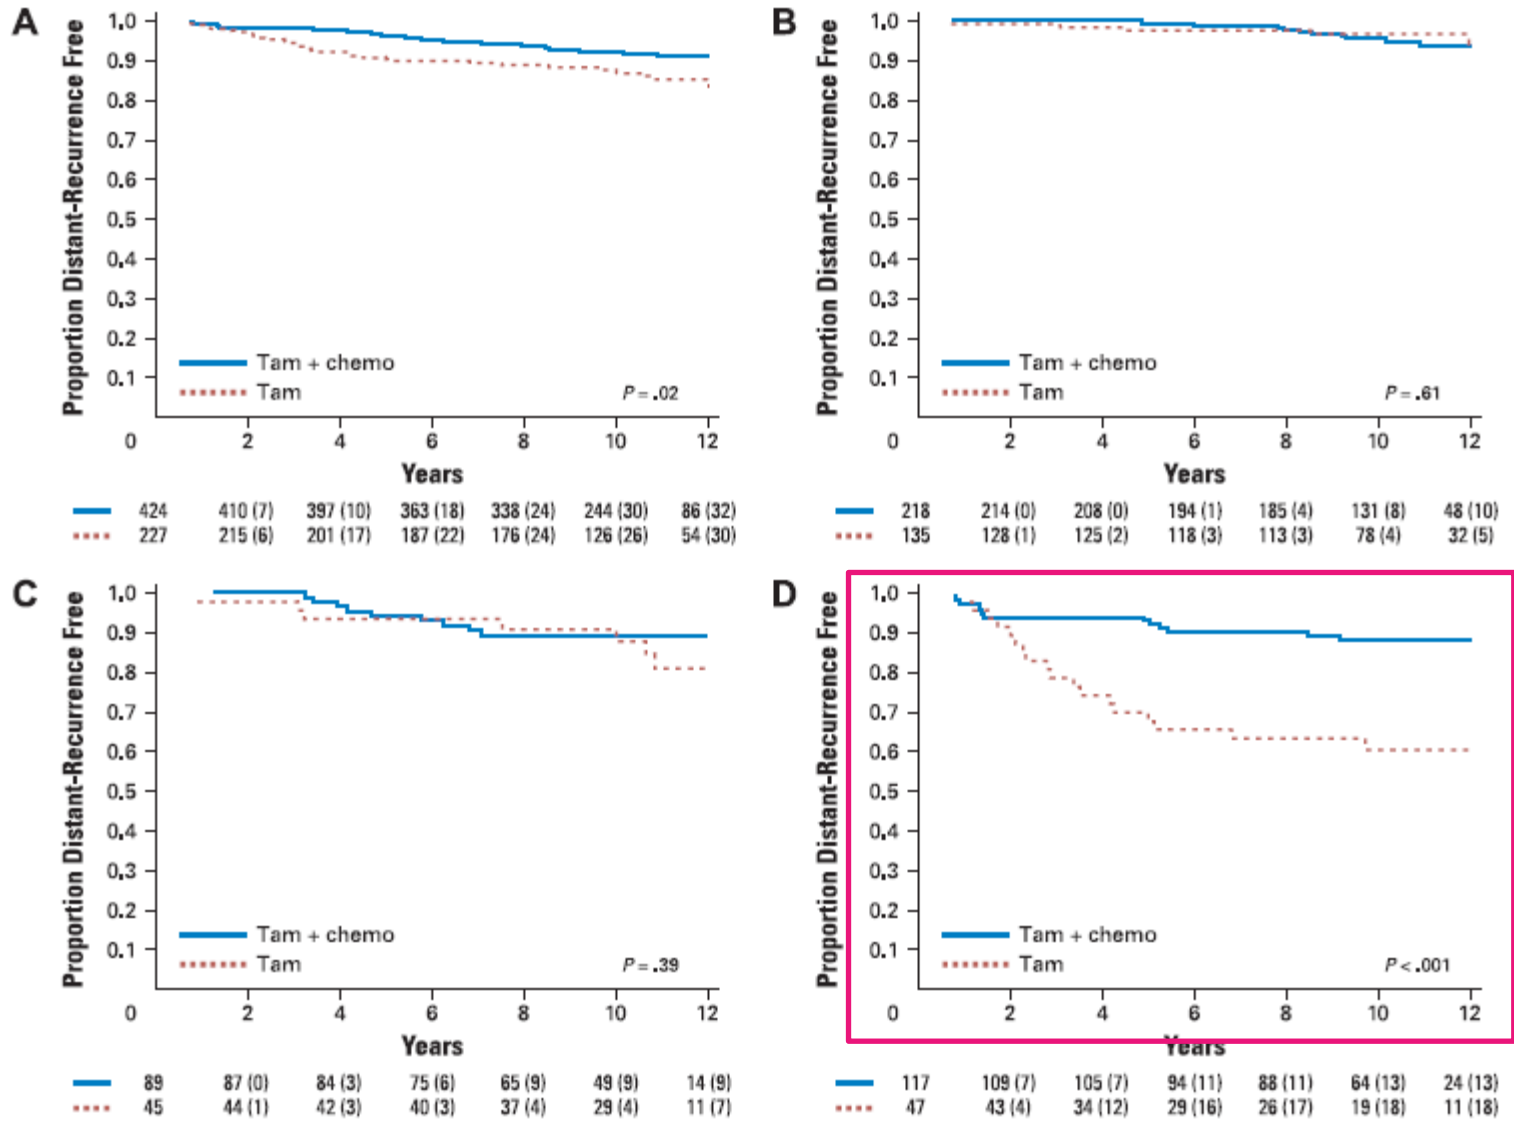 A
Proportion Distant-Recurrence Free
1.0
0.9
0.8
0.7
0.6
0.5
0.4
0.3
0.2
0.1
Tam + chemo
Tam
P = .02
0 2 4 6 8 10 12
Years
424 410 (7) 397 (10) 363 (18) 338 (24) 244 (30) 86 (32)
227 215 (6) 201 (17) 187 (22) 176 (24) 126 (26) 54 (30)
B
Proportion Distant-Recurrence Free
1.0
0.9
0.8
0.7
0.6
0.5
0.4
0.3
0.2
0.1
Tam + chemo
Tam
P = .61
0 2 4 6 8 10 12
Years
218 214 (0) 208 (0) 194 (1) 185 (4) 131 (8) 48 (10)
135 128 (1) 125 (2) 118 (3) 113 (3) 78 (4) 32 (5)
C
Proportion Distant-Recurrence Free
1.0
0.9
0.8
0.7
0.6
0.5
0.4
0.3
0.2
0.1
Tam + chemo
Tam
P = .39
0 2 4 6 8 10 12
Years
89 87 (0) 84 (3) 75 (6) 65 (9) 49 (9) 14 (9)
45 44 (1) 42 (3) 40 (3) 37 (4) 29 (4) 11 (7)
D
Proportion Distant-Recurrence Free
1.0
0.9
0.8
0.7
0.6
0.5
0.4
0.3
0.2
0.1
Tam + chemo
Tam
P < .001
0 2 4 6 8 10 12
Years
117 109 (7) 105 (7) 94 (11) 88 (11) 64 (13) 24 (13)
47 43 (4) 34 (12) 29 (16) 26 (17) 19 (18) 11 (18)